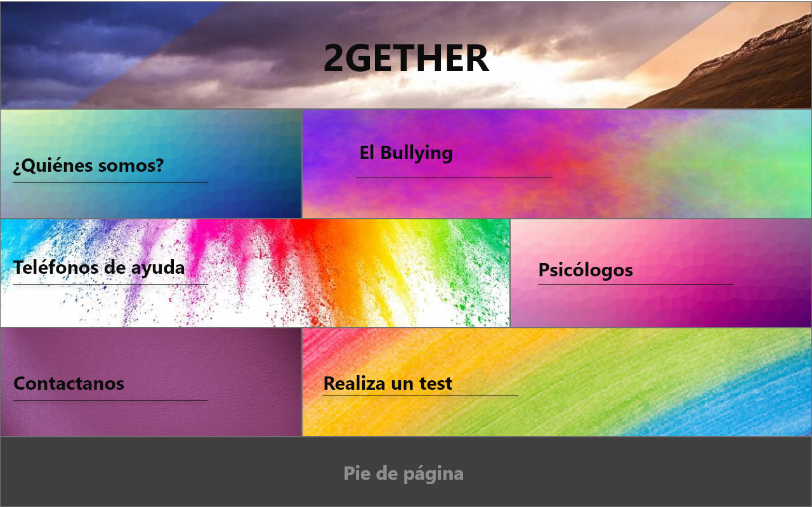 2GETHER
¿Quiénes somos?
El Bullying
Teléfonos de ayuda
Psicólogos
Contactanos
Realiza un test
Pie de página